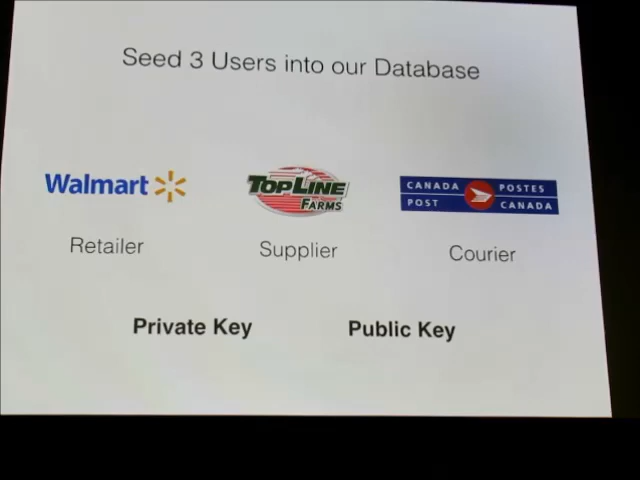 Seed 3 Users into our Database
Walmart
TOPLINE
FARMS
CANADA POSTES
POST CANADA
Retailer
Supplier
Courier
Private Key
Public Key